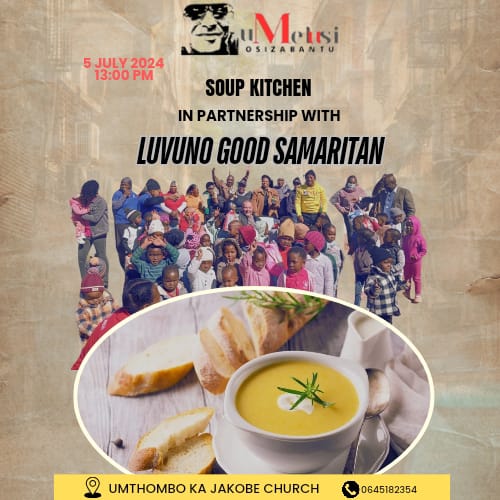 uMelusi
OSIZABANTU
5 JULY 2024
13:00 PM
SOUP KITCHEN
IN PARTNERSHIP WITH
LUVUNO GOOD SAMARITAN
UMTHOMBO KA JAKOBE CHURCH
0645182354